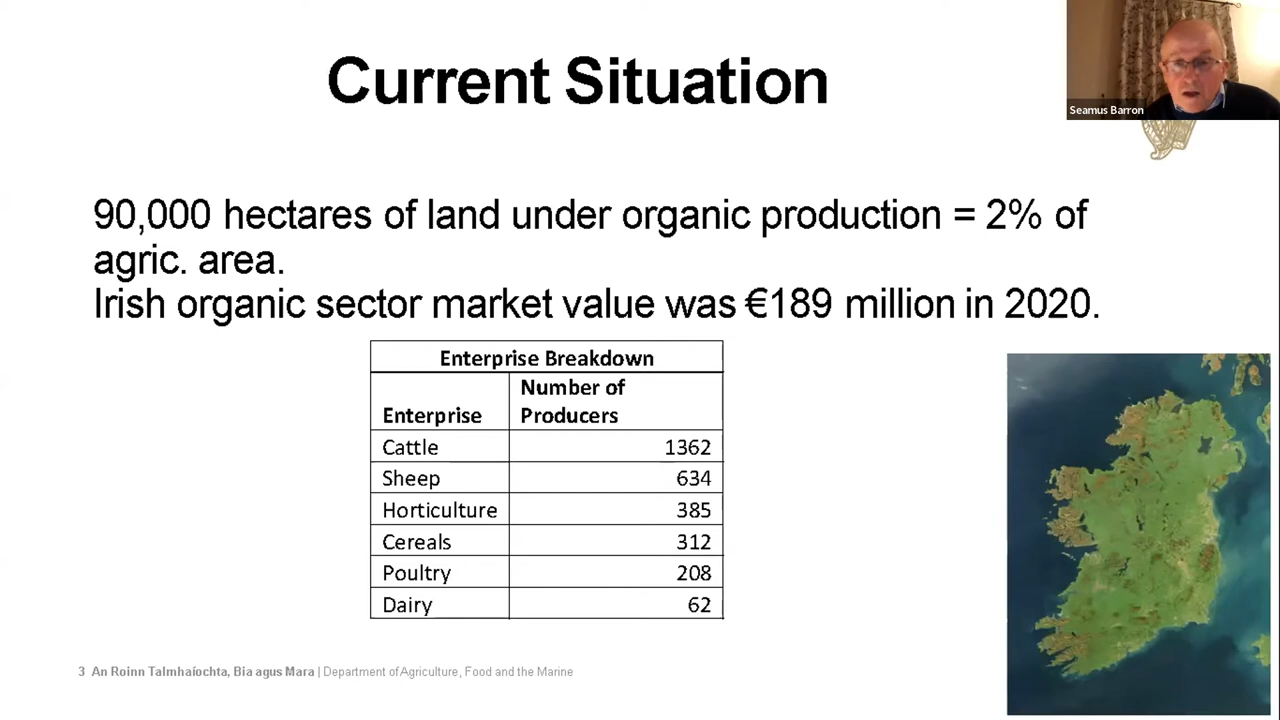 Current Situation
Seamus Barron
90,000 hectares of land under organic production = 2% of
agric. area.
Irish organic sector market value was €189 million in 2020.
Enterprise Breakdown
Enterprise Number of Producers
Cattle 1362
Sheep 634
Horticulture 385
Cereals 312
Poultry 208
Dairy 62
3 An Roinn Talmhaíochta, Bia agus Mara | Department of Agriculture, Food and the Marine